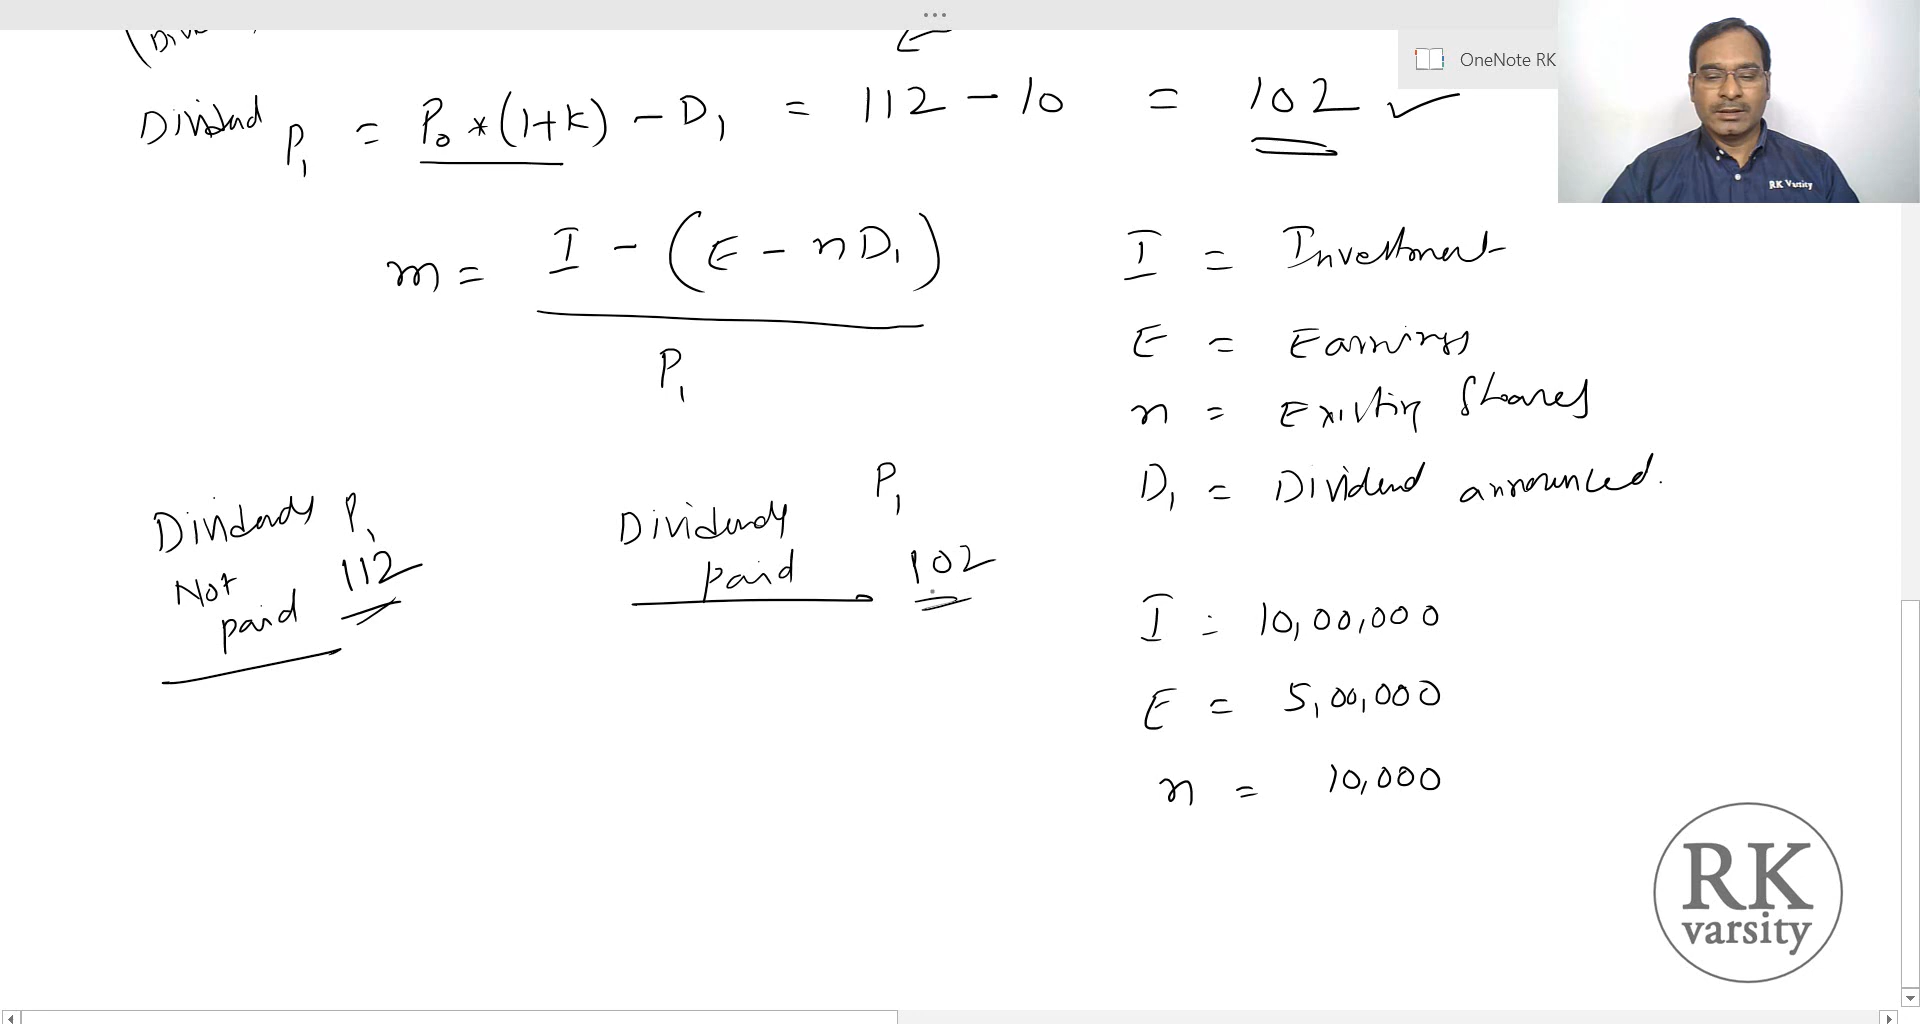 OneNote RK
Dividend P₁ = P₀ * (1+k) - D₁ = 112 - 10 = 102 ✓
m = I - (E - nD₁)
P₁
I = Investment
E = Earnings
n = Existing Shares
D₁ = Dividend announced.
Dividends P₁
Not
paid 112
Dividends P₁
paid 102
I = 10,00,000
E = 5,00,000
n = 10,000
RK Varsity
RK
varsity